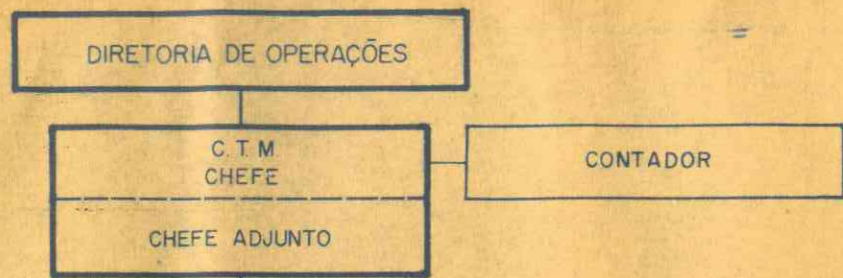 DIRETORIA DE OPERAÇÕES
C. T. M
CHEFE
CONTADOR
CHEFE ADJUNTO